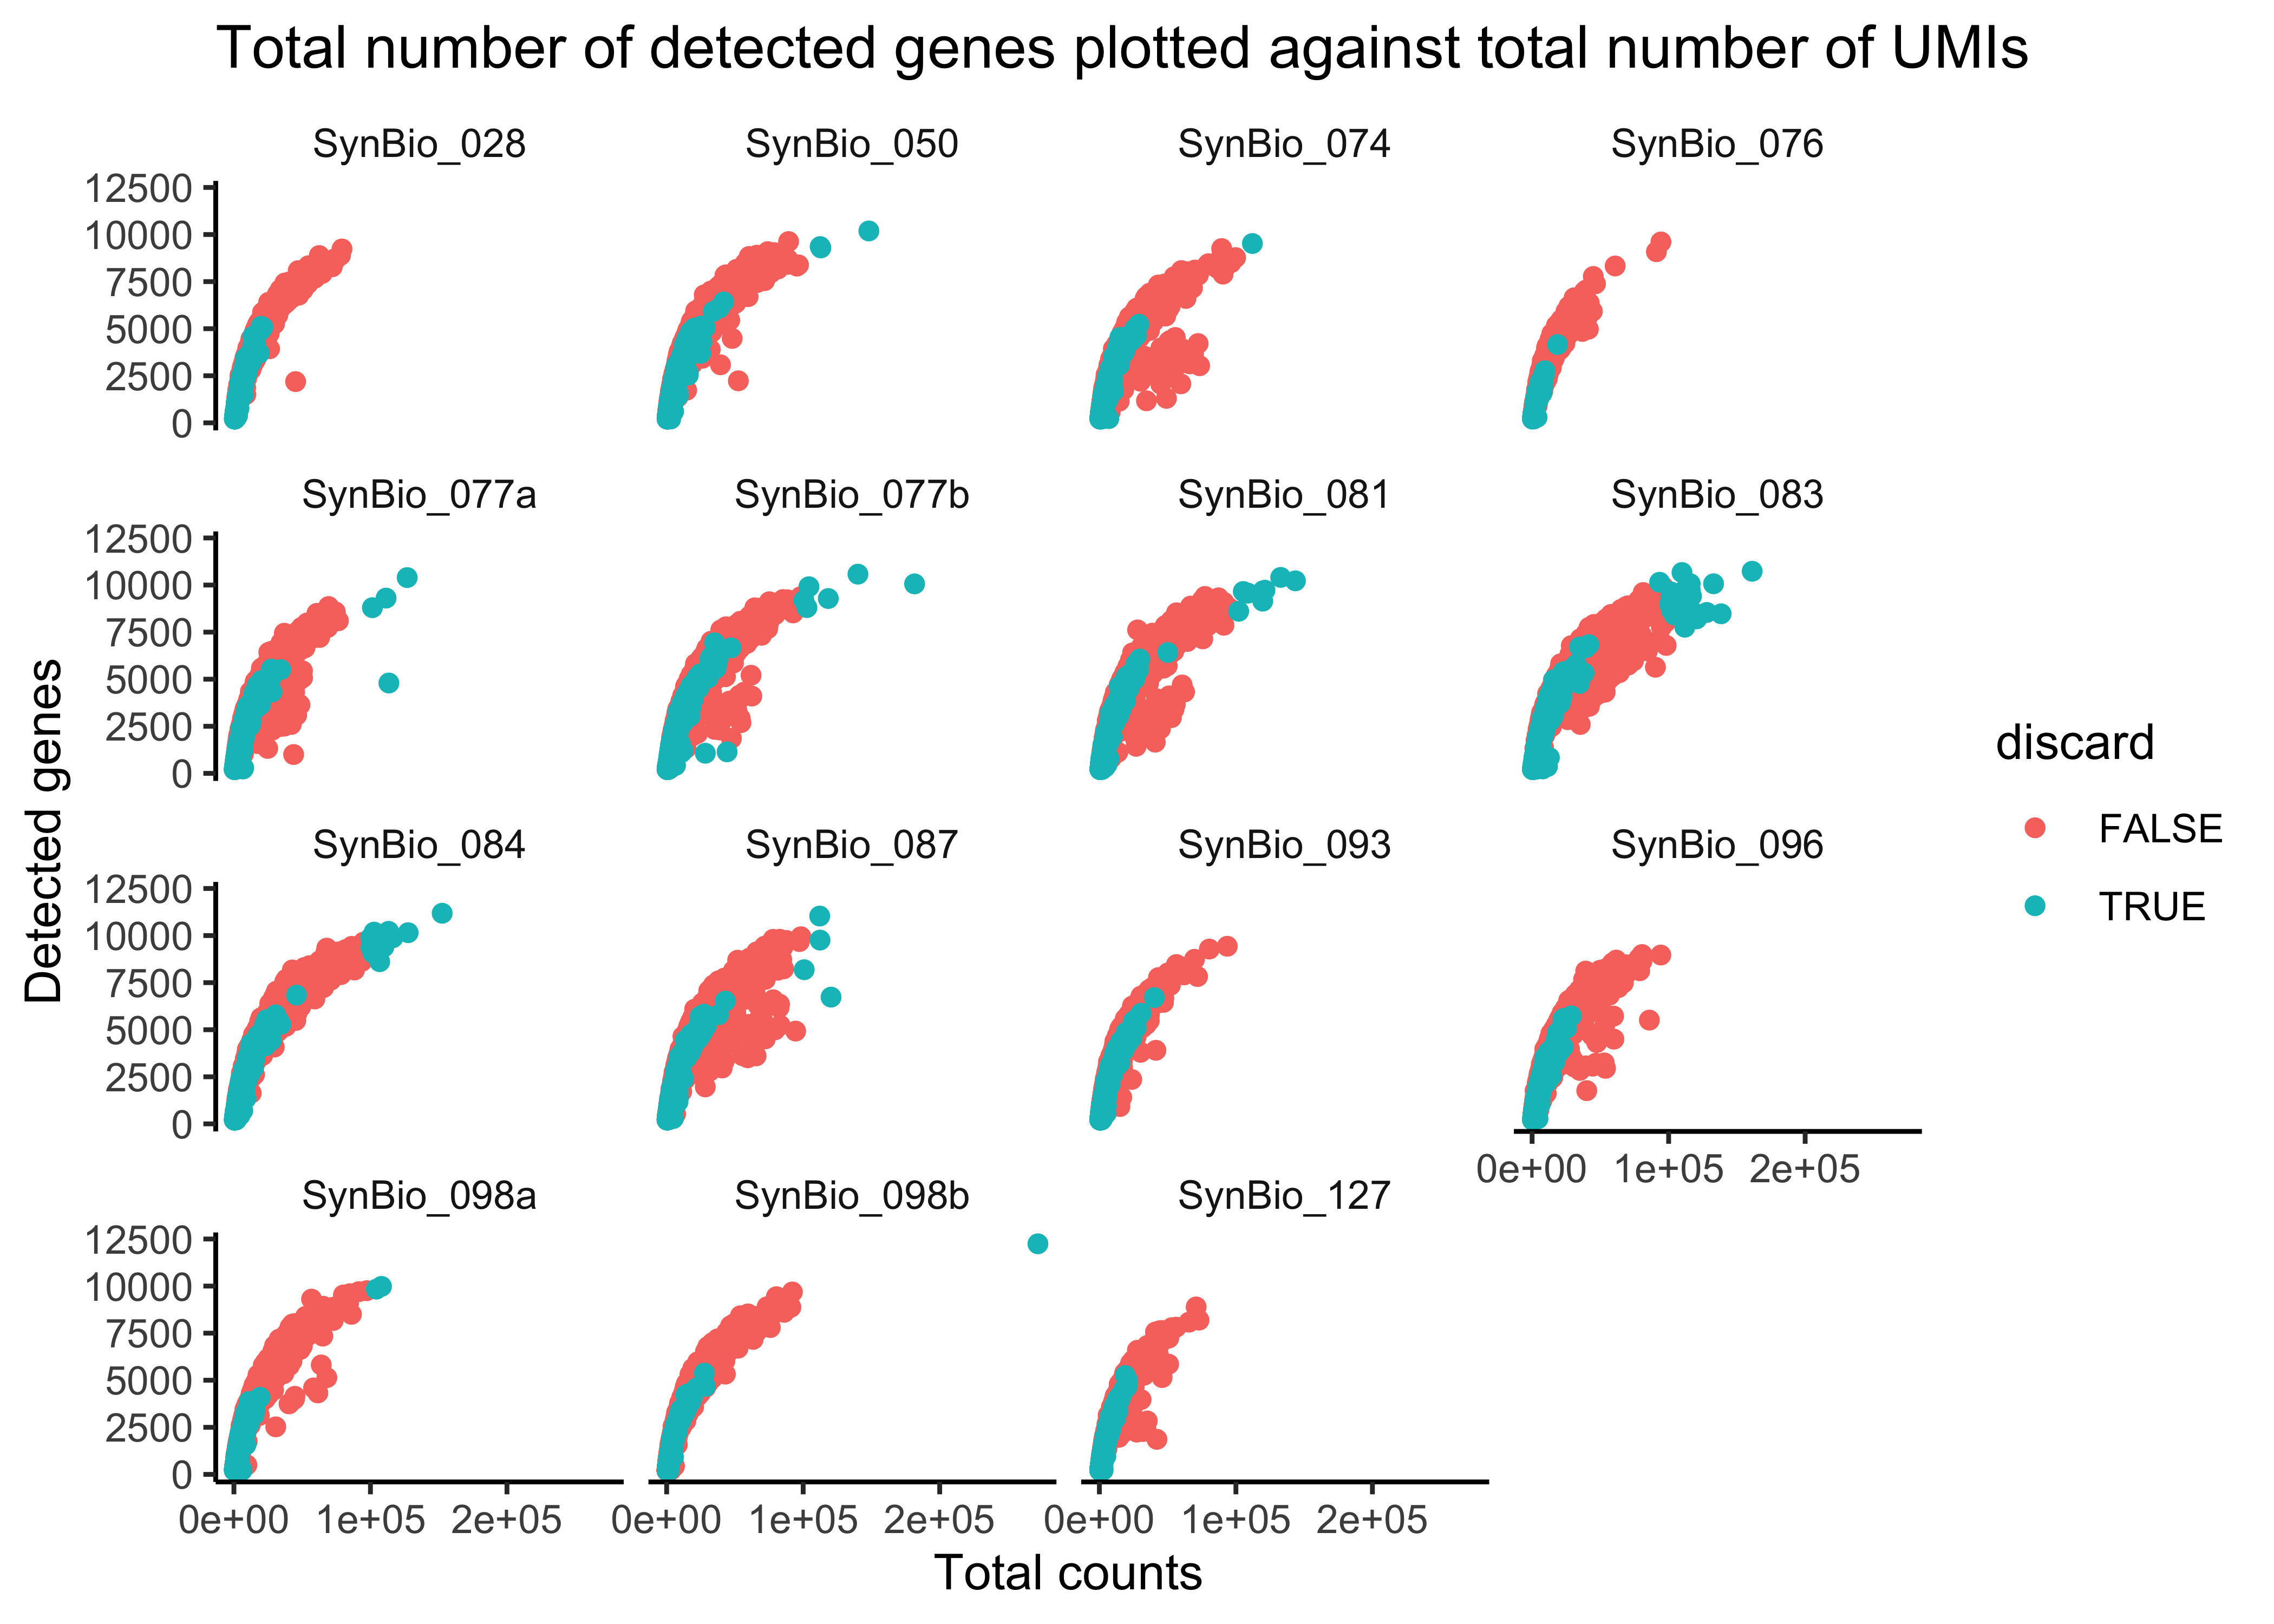 Total number of detected genes plotted against total number of UMIs
SynBio_028 SynBio_050 SynBio_074 SynBio_076
12500
10000
7500
5000
2500
0
SynBio_077a SynBio_077b SynBio_081 SynBio_083
12500
10000
7500
5000
2500
0
SynBio_084 SynBio_087 SynBio_093 SynBio_096
12500
10000
7500
5000
2500
0
0e+00 1e+05 2e+05
SynBio_098a SynBio_098b SynBio_127
12500
10000
7500
5000
2500
0
0e+00 1e+05 2e+05 0e+00 1e+05 2e+05 0e+00 1e+05 2e+05
Total counts
Detected genes
discard
FALSE
TRUE